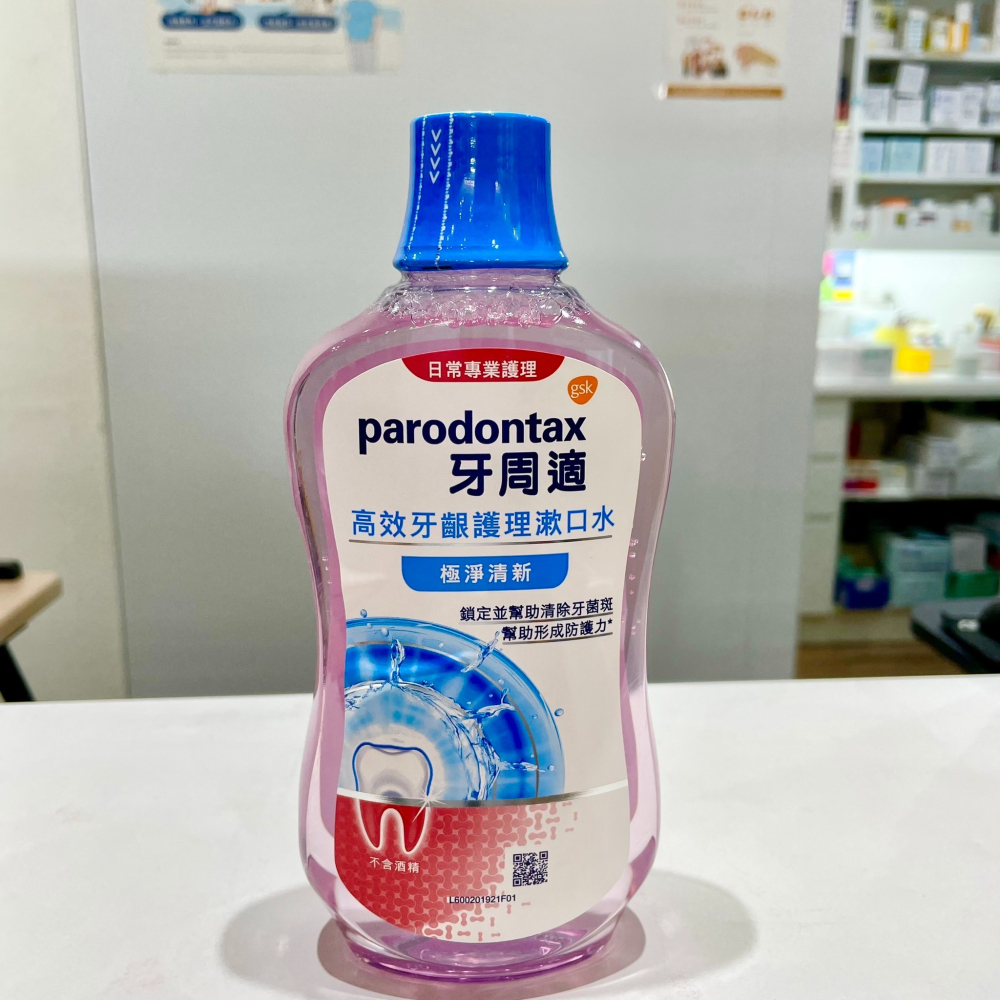 日常專業護理
gsk
parodontax
牙周適
高效牙齦護理漱口水
極淨清新
鎖定並幫助清除牙菌斑
幫助形成防護力*
不含酒精
L600201921F01